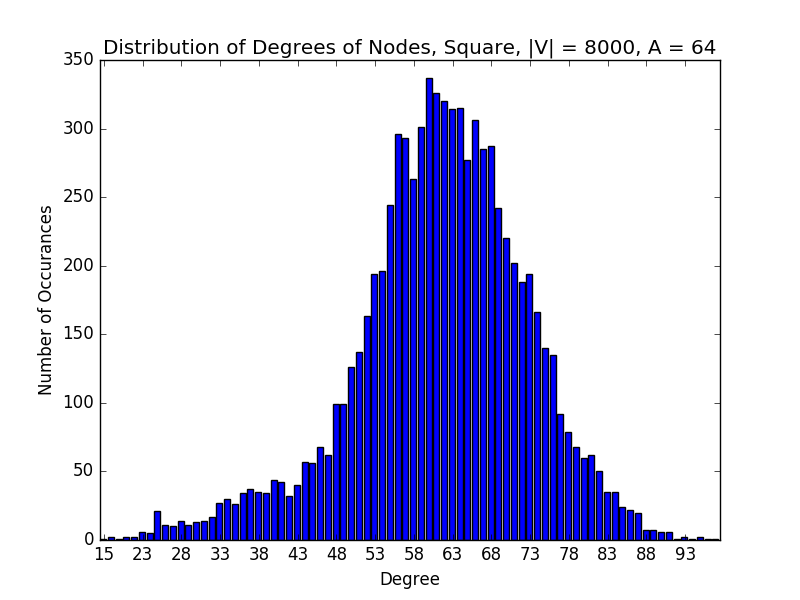 Distribution of Degrees of Nodes, Square, |V| = 8000, A = 64
350
300
250
200
150
100
50
0
Number of Occurances
15 23 28 33 38 43 48 53 58 63 68 73 78 83 88 93
Degree